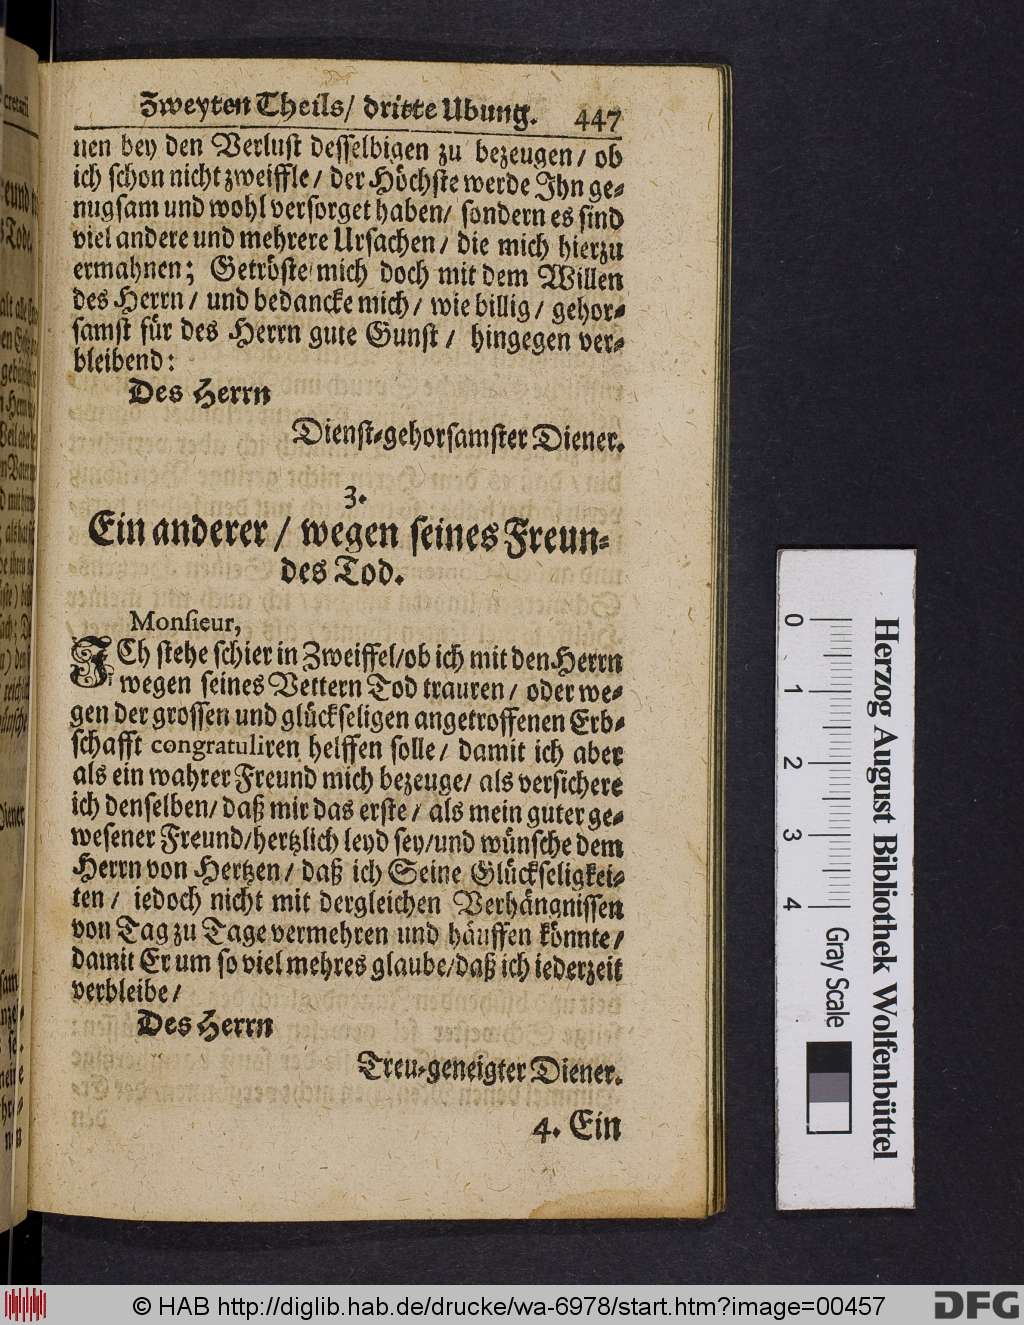 Zweyten Theils/ dritte Ubung. 447
nen bey den Verlust desselbigen zu bezeugen/ ob
ich schon nicht zweiffle/ der Höchste werde Ihn ge-
nugsam und wohl versorget haben/ sondern es sind
viel andere und mehrere Ursachen/ die mich hierzu
ermahnen; Getröste mich doch mit dem Willen
des Herrn/ und bedancke mich/ wie billig/ gehor-
samst für des Herrn gute Gunst/ hingegen ver-
bleibend:
Des Herrn
Dienst-gehorsamster Diener.
3.
Ein anderer/ wegen seines Freun-
des Tod.
Monsieur,
ICh stehe schier in Zweiffel/ob ich mit den Herrn
wegen seines Vettern Tod trauren/ oder we-
gen der grossen und glückseligen angetroffenen Erb-
schafft congratuliren helffen solle/ damit ich aber
als ein wahrer Freund mich bezeuge/ als versichere
ich denselben/ daß mir das erste/ als mein guter ge-
wesener Freund/hertzlich leyd sey/und wünsche dem
Herrn von Hertzen/ daß ich Seine Glückseligkei-
ten/ iedoch nicht mit dergleichen Verhängnissen
von Tag zu Tage vermehren und häuffen könnte/
damit Er um so viel mehres glaube/daß ich iederzeit
verbleibe/
Des Herrn
Treu-geneigter Diener.
4. Ein
0 1 2 3 4 Gray Scale
Herzog August Bibliothek Wolfenbüttel
© HAB http://diglib.hab.de/drucke/wa-6978/start.htm?image=00457
DFG